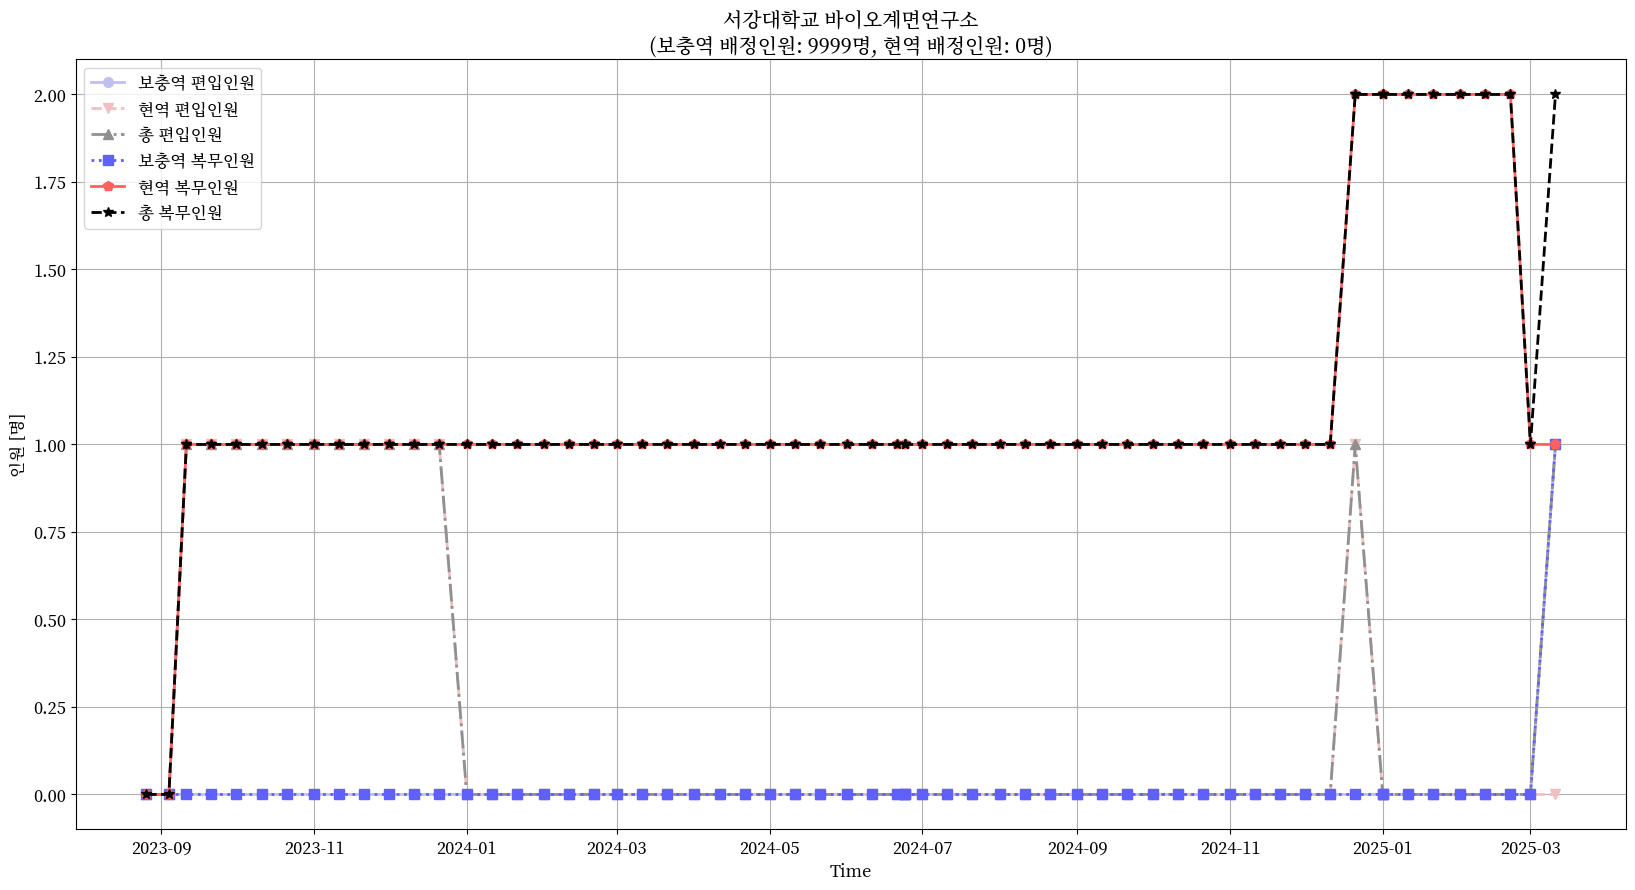 서강대학교 바이오계면연구소
(보충역 배정인원: 9999명, 현역 배정인원: 0명)
보충역 편입인원
현역 편입인원
총 편입인원
보충역 복무인원
현역 복무인원
총 복무인원
인원 [명]
2.00
1.75
1.50
1.25
1.00
0.75
0.50
0.25
0.00
2023-09 2023-11 2024-01 2024-03 2024-05 2024-07 2024-09 2024-11 2025-01 2025-03
Time